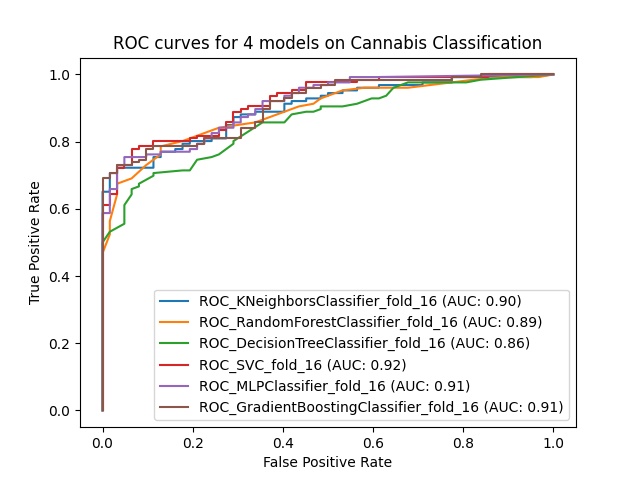 ROC curves for 4 models on Cannabis Classification
True Positive Rate
1.0
0.8
0.6
0.4
0.2
0.0
ROC_KNeighborsClassifier_fold_16 (AUC: 0.90)
ROC_RandomForestClassifier_fold_16 (AUC: 0.89)
ROC_DecisionTreeClassifier_fold_16 (AUC: 0.86)
ROC_SVC_fold_16 (AUC: 0.92)
ROC_MLPClassifier_fold_16 (AUC: 0.91)
ROC_GradientBoostingClassifier_fold_16 (AUC: 0.91)
0.0 0.2 0.4 0.6 0.8 1.0
False Positive Rate